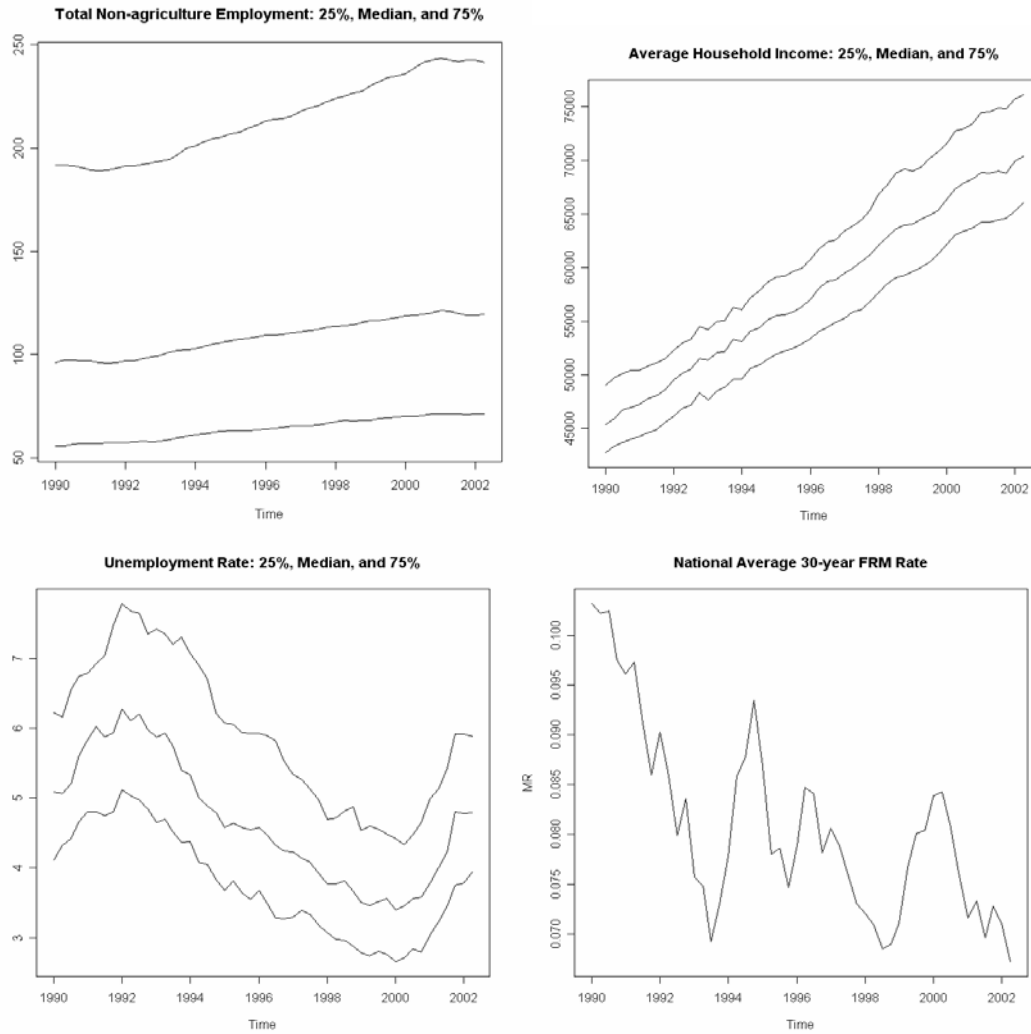 Total Non-agriculture Employment: 25%, Median, and 75%
250
200
150
100
50
1990 1992 1994 1996 1998 2000 2002
Time
Average Household Income: 25%, Median, and 75%
75000
70000
65000
60000
55000
50000
45000
1990 1992 1994 1996 1998 2000 2002
Time
Unemployment Rate: 25%, Median, and 75%
7
6
5
4
3
1990 1992 1994 1996 1998 2000 2002
Time
National Average 30-year FRM Rate
MR
0.100
0.095
0.090
0.085
0.080
0.075
0.070
1990 1992 1994 1996 1998 2000 2002
Time